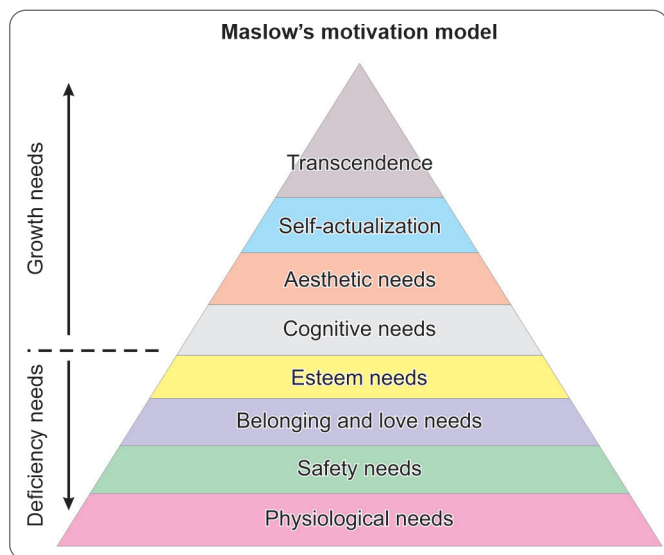 Maslow's motivation model
Growth needs
Deficiency needs
Transcendence
Self-actualization
Aesthetic needs
Cognitive needs
Esteem needs
Belonging and love needs
Safety needs
Physiological needs